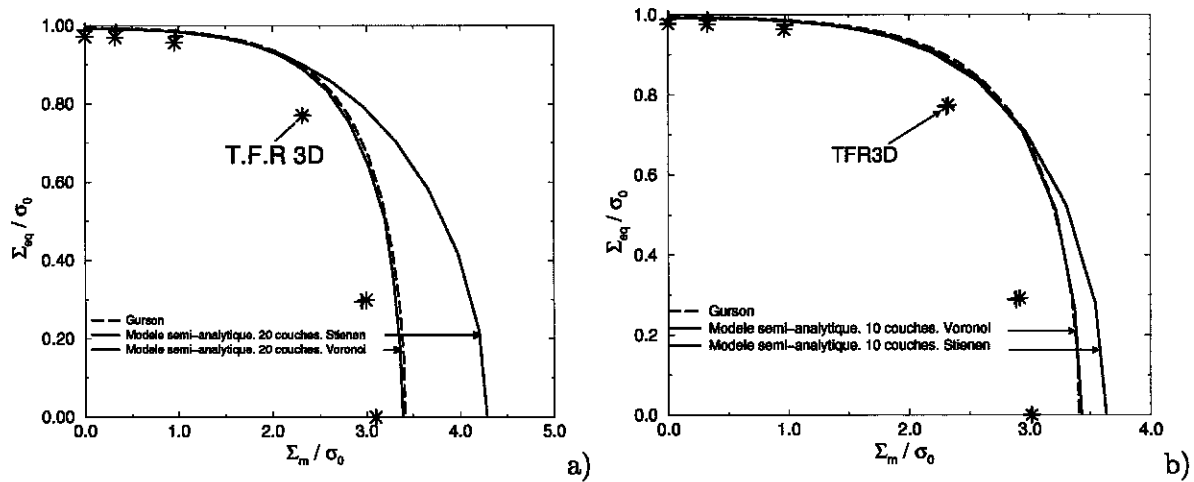 1.00
0.80
0.60
0.40
0.20
0.00
Σeq / σ0
T.F.R 3D
Gurson
Modele semi-analytique. 20 couches. Stienen
Modele semi-analytique. 20 couches. Voronoi
0.0 1.0 2.0 3.0 4.0 5.0
Σm / σ0
a)
1.0
0.8
0.6
0.4
0.2
0.0
Σeq / σ0
TFR3D
Gurson
Modele semi-analytique. 10 couches. Voronoi
Modele semi-analytique. 10 couches. Stienen
0.0 1.0 2.0 3.0 4.0
Σm / σ0
b)